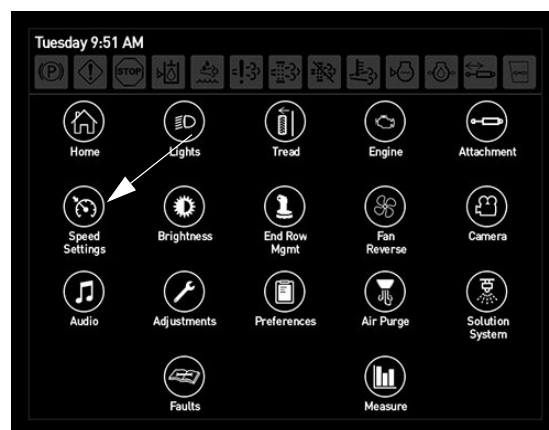 Tuesday 9:51 AM
(P) STOP
Home Lights Tread Engine Attachment
Speed Settings Brightness End Row Mgmt Fan Reverse Camera
Audio Adjustments Preferences Air Purge Solution System
Faults Measure